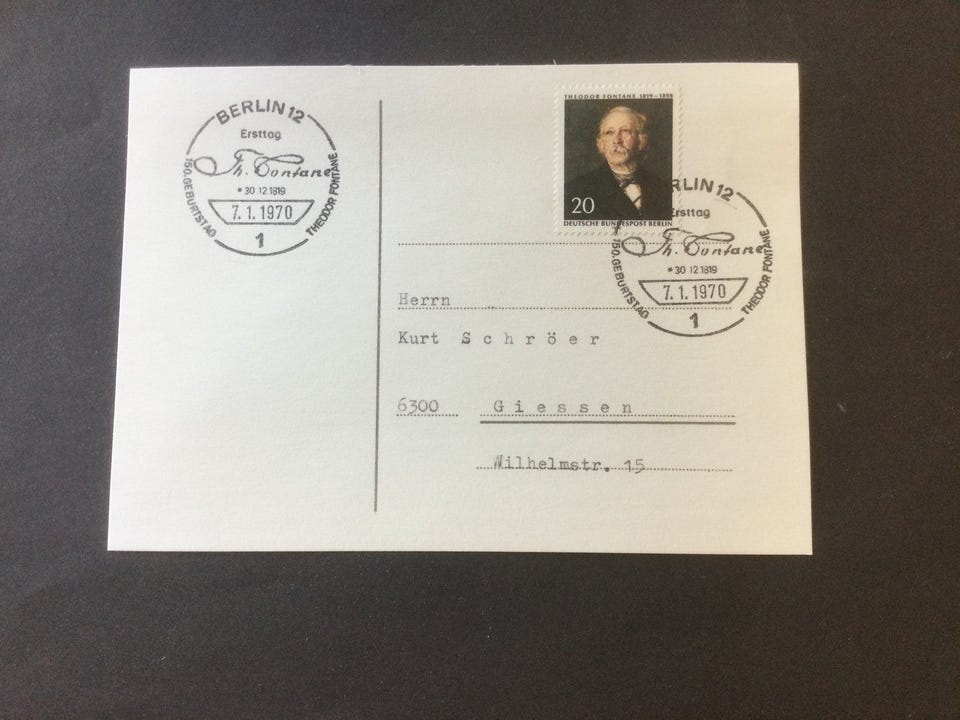 BERLIN 12
Ersttag
Th. Fontane
*30 12.1819
7.1.1970
1
150. GEBURTSTAG
THEODOR FONTANE
THEODOR FONTANE 1819–1898
20
DEUTSCHE BUNDESPOST BERLIN
RLIN 12
Ersttag
Th. Fontane
*30 12.1819
7.1.1970
1
150. GEBURTSTAG
THEODOR FONTANE
Herrn
Kurt Schröer
6300 Giessen
Wilhelmstr. 15